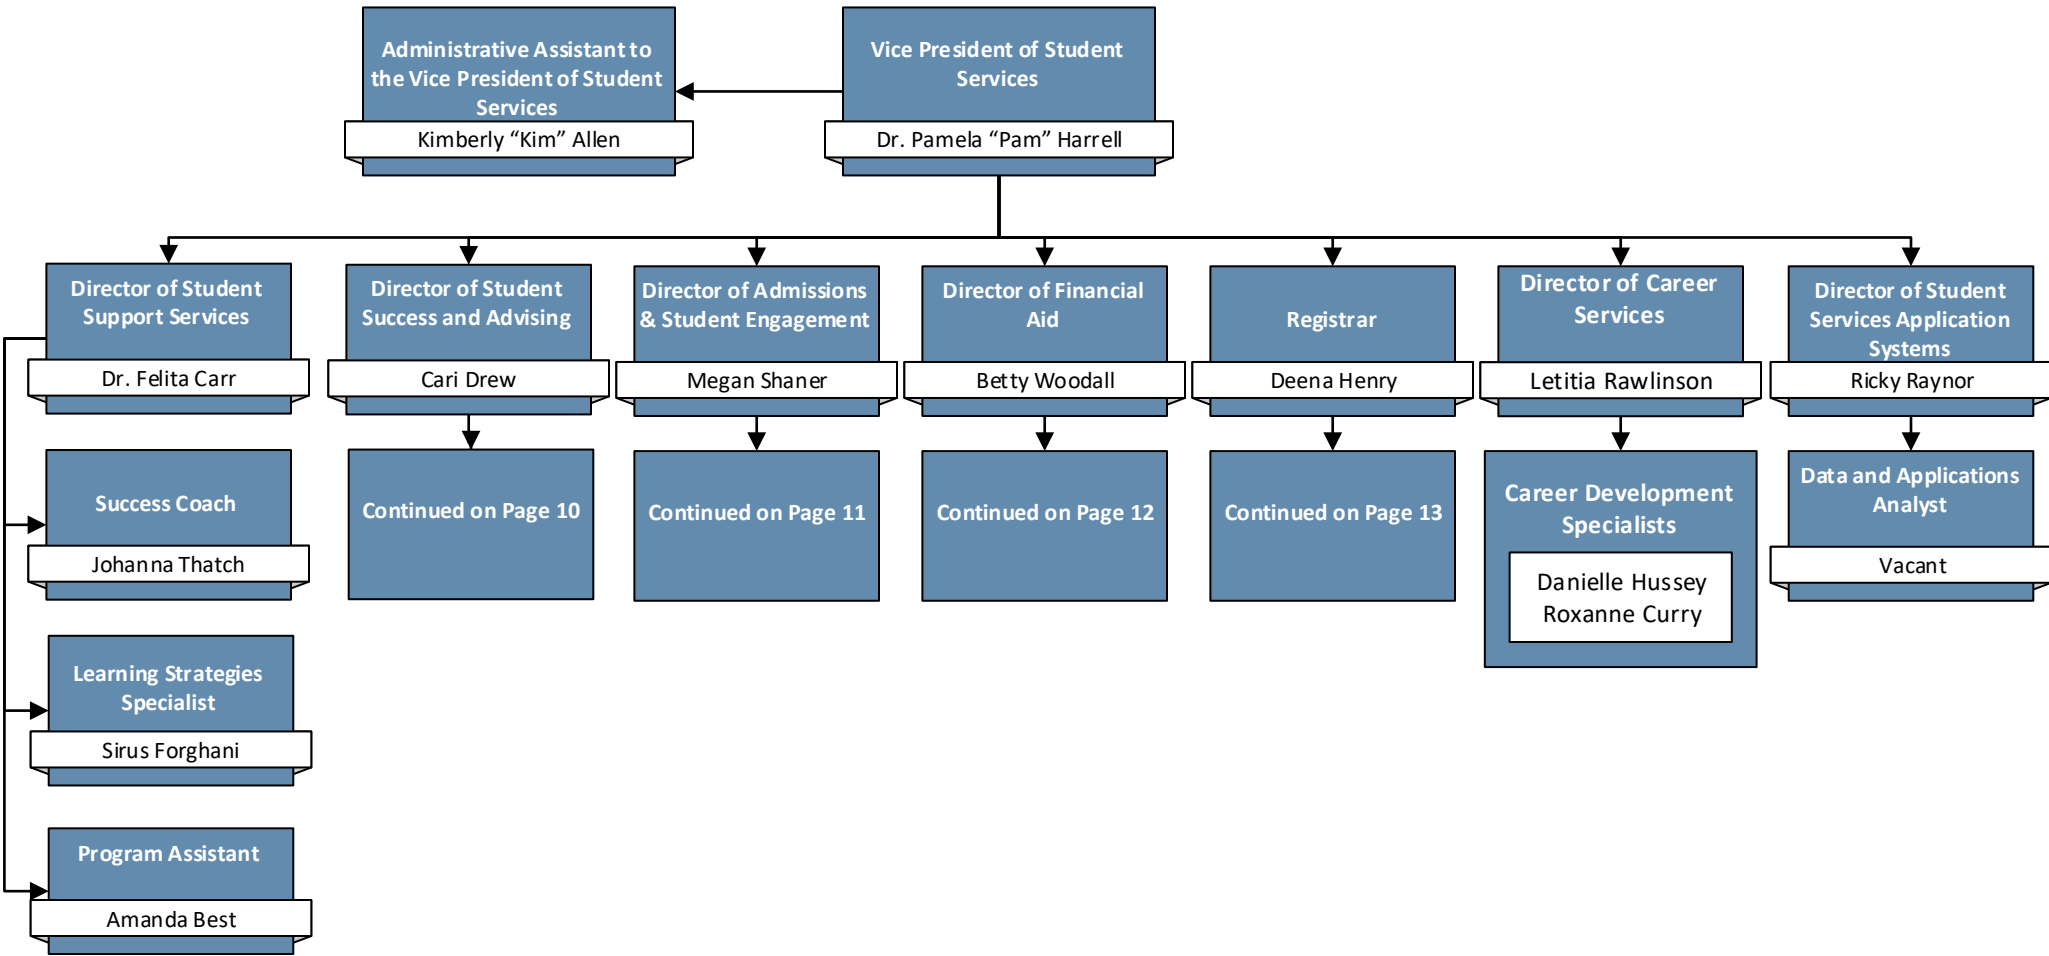 Administrative Assistant to
the Vice President of Student
Services
Kimberly “Kim” Allen
Vice President of Student
Services
Dr. Pamela “Pam” Harrell
Director of Student
Support Services
Dr. Felita Carr
Director of Student
Success and Advising
Cari Drew
Director of Admissions
& Student Engagement
Megan Shaner
Director of Financial
Aid
Betty Woodall
Registrar
Deena Henry
Director of Career
Services
Letitia Rawlinson
Director of Student
Services Application
Systems
Ricky Raynor
Success Coach
Johanna Thatch
Continued on Page 10
Continued on Page 11
Continued on Page 12
Continued on Page 13
Career Development
Specialists
Danielle Hussey
Roxanne Curry
Data and Applications
Analyst
Vacant
Learning Strategies
Specialist
Sirus Forghani
Program Assistant
Amanda Best